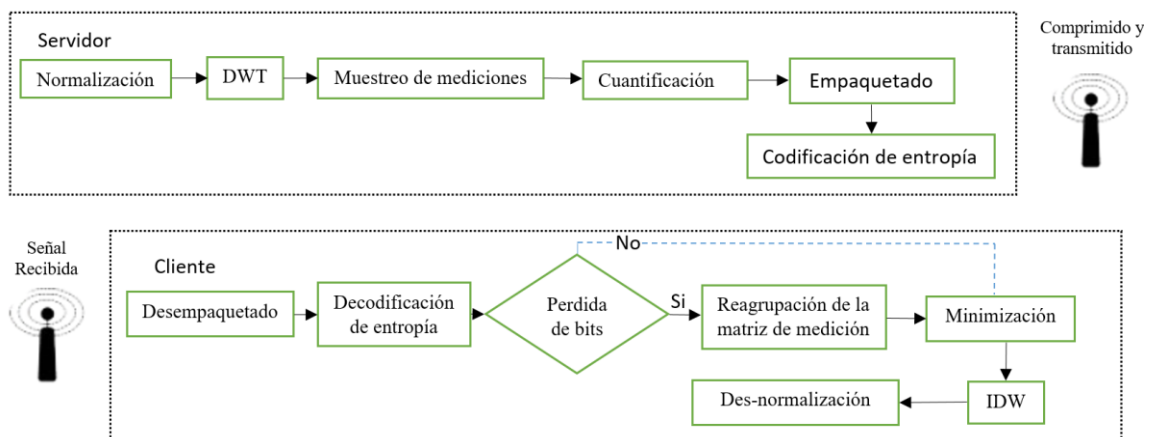 Servidor
Comprimido y
transmitido
Normalización
DWT
Muestreo de mediciones
Cuantificación
Empaquetado
Codificación de entropía
Señal
Recibida
Cliente
No
Desempaquetado
Decodificación
de entropía
Perdida
de bits
Si
Reagrupación de la
matriz de medición
Minimización
Des-normalización
IDW